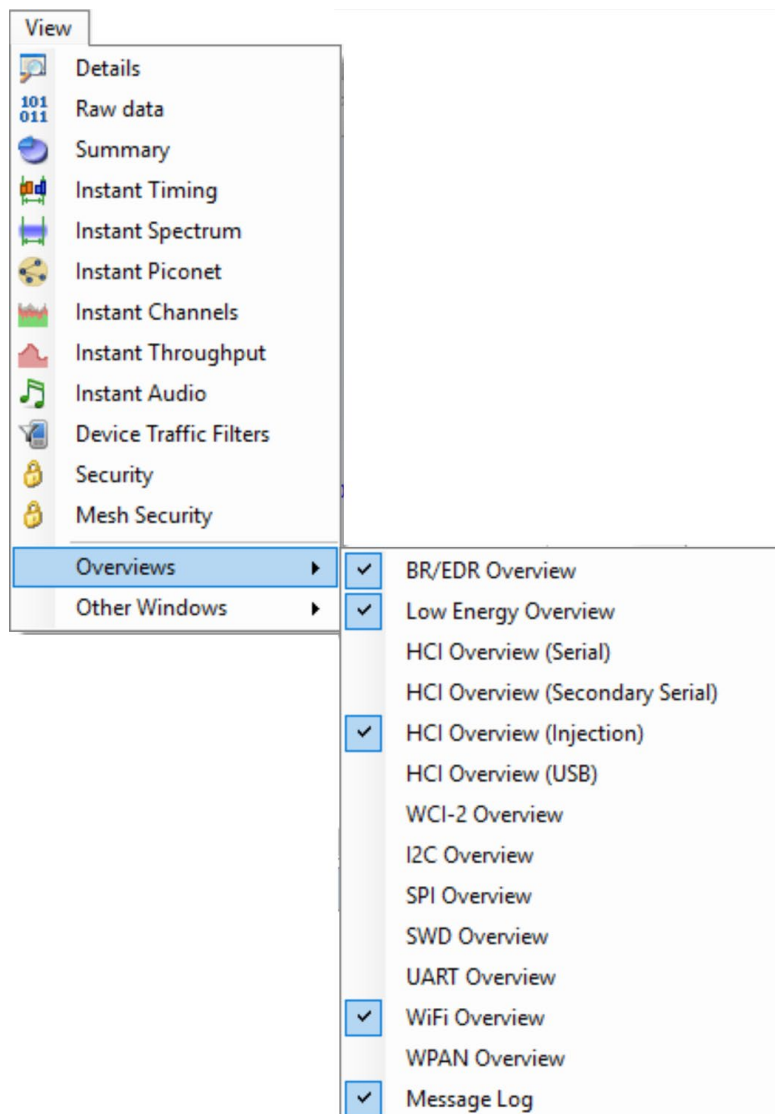 View
Details
101
011
Raw data
Summary
Instant Timing
Instant Spectrum
Instant Piconet
Instant Channels
Instant Throughput
Instant Audio
Device Traffic Filters
Security
Mesh Security
Overviews
Other Windows
BR/EDR Overview
Low Energy Overview
HCI Overview (Serial)
HCI Overview (Secondary Serial)
HCI Overview (Injection)
HCI Overview (USB)
WCI-2 Overview
I2C Overview
SPI Overview
SWD Overview
UART Overview
WiFi Overview
WPAN Overview
Message Log